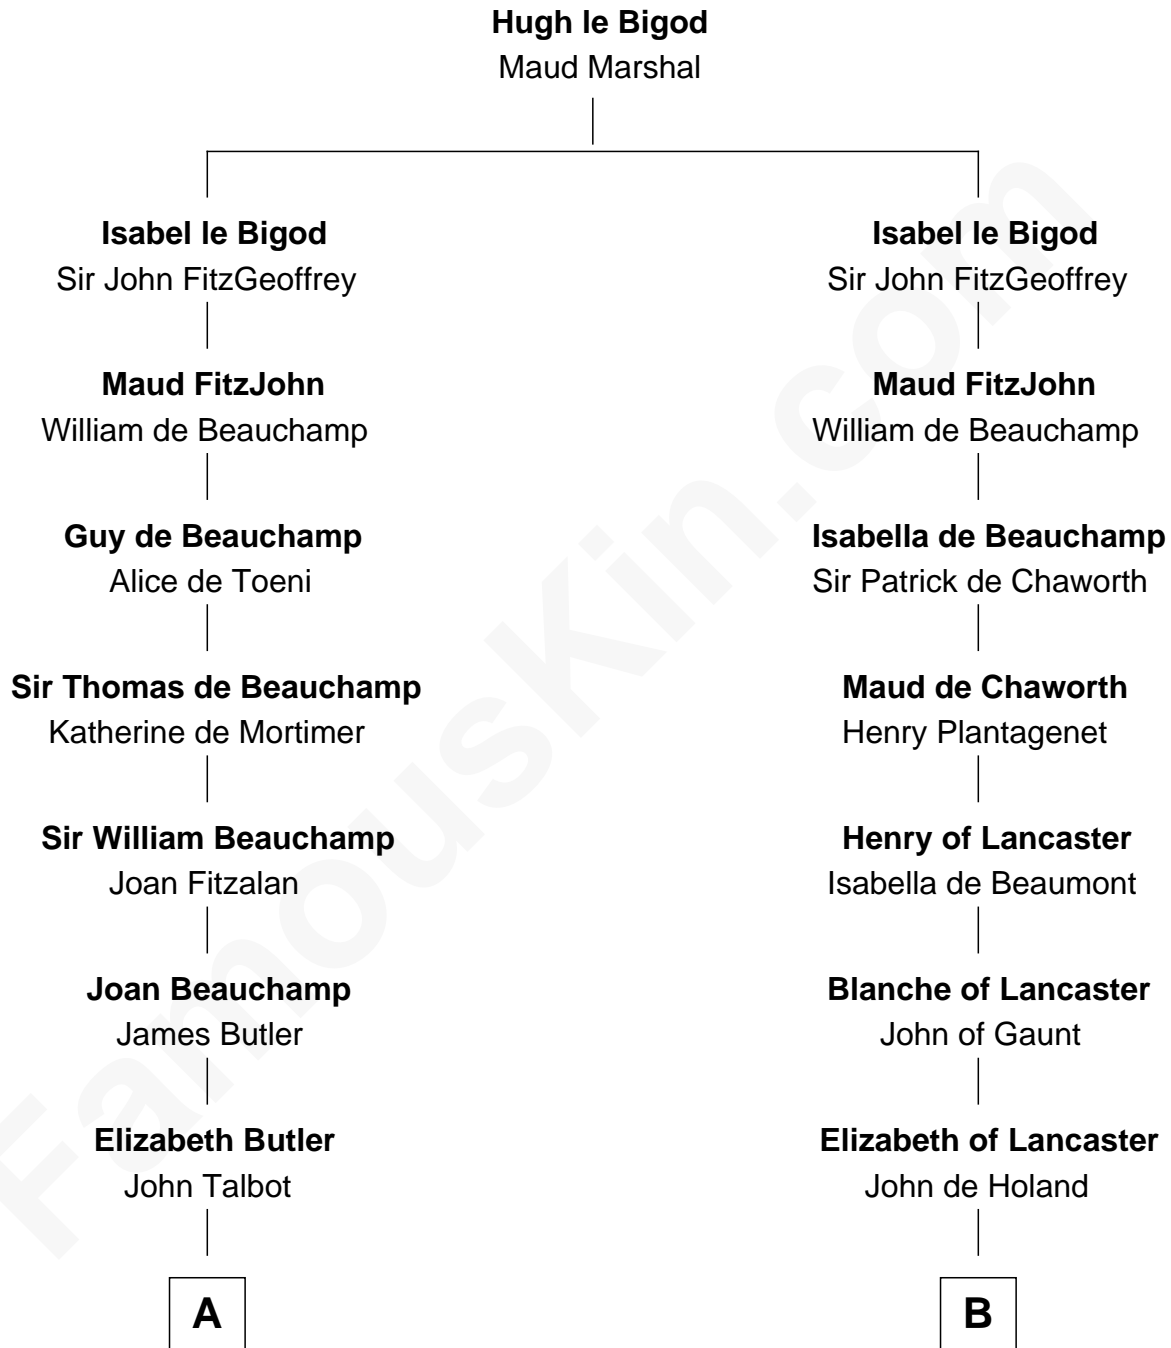 Hugh le Bigod
Maud Marshal
Isabel le Bigod
Sir John FitzGeoffrey
Isabel le Bigod
Sir John FitzGeoffrey
Maud FitzJohn
William de Beauchamp
Maud FitzJohn
William de Beauchamp
Guy de Beauchamp
Alice de Toeni
Isabella de Beauchamp
Sir Patrick de Chaworth
Sir Thomas de Beauchamp
Katherine de Mortimer
Maud de Chaworth
Henry Plantagenet
Sir William Beauchamp
Joan Fitzalan
Henry of Lancaster
Isabella de Beaumont
Joan Beauchamp
James Butler
Blanche of Lancaster
John of Gaunt
Elizabeth Butler
John Talbot
Elizabeth of Lancaster
John de Holand
A
B
FamousKin.com